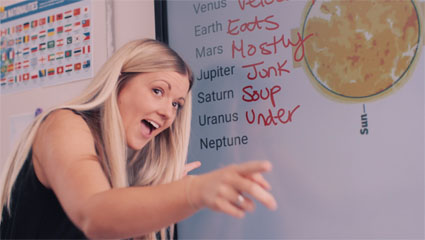 Venus
Earth Eats
Mars Mostly
Jupiter Junk
Saturn Soup
Uranus Under
Neptune
Sun